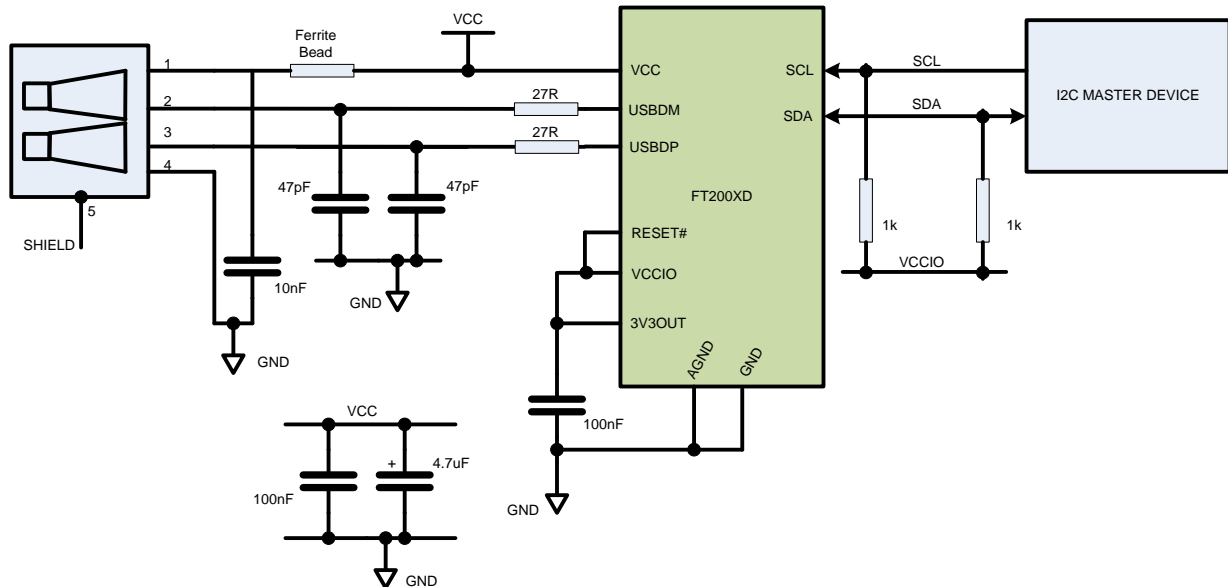 Ferrite
Bead
VCC
1
2
3
4
5
SHIELD
27R
27R
47pF
47pF
10nF
GND
GND
VCC
USBDM
USBDP
FT200XD
RESET#
VCCIO
3V3OUT
AGND
GND
SCL
SDA
SCL
SDA
I2C MASTER DEVICE
1k
1k
VCCIO
100nF
GND
VCC
100nF
+
4.7uF
GND